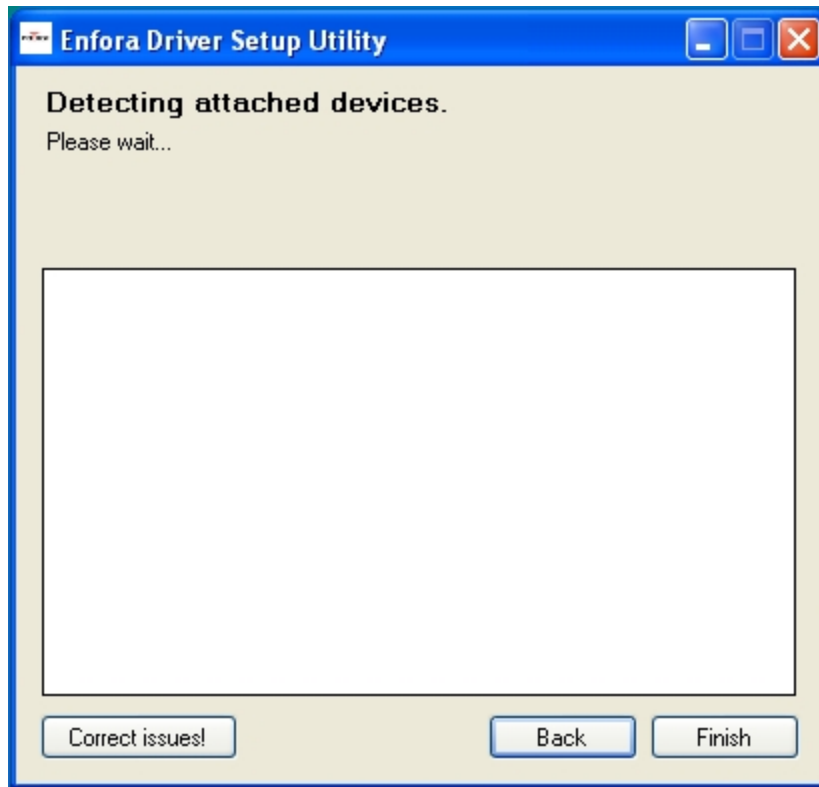 Enfora Driver Setup Utility
Detecting attached devices.
Please wait...
Correct issues! Back Finish